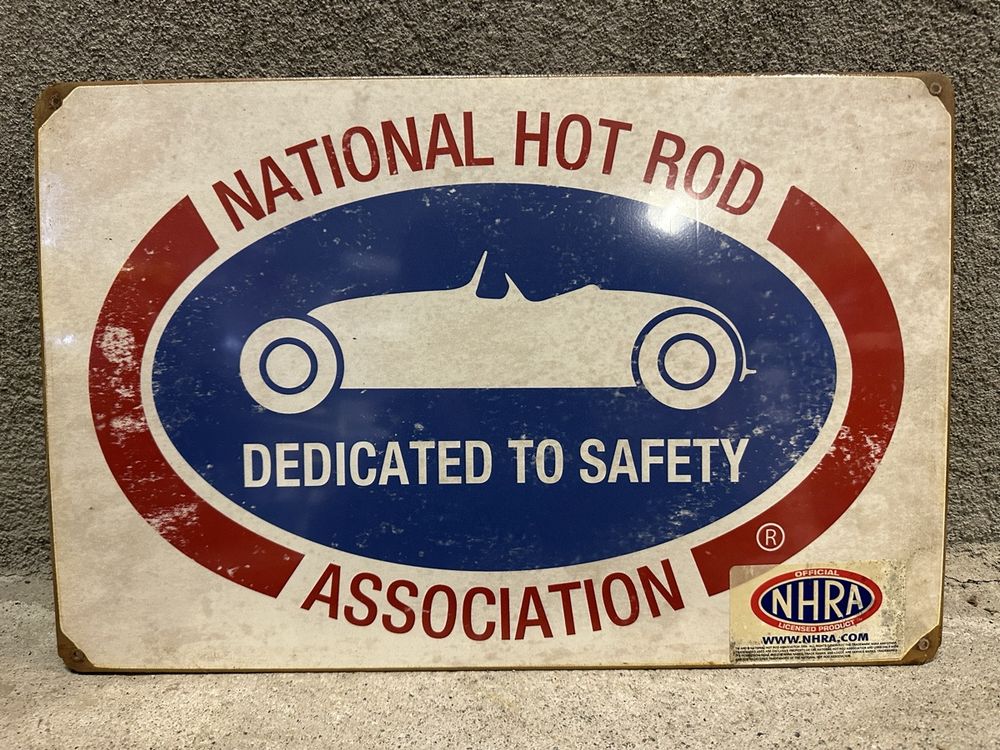 NATIONAL HOT ROD
DEDICATED TO SAFETY
ASSOCIATION
®
OFFICIAL
NHRA
LICENSED PRODUCT
WWW.NHRA.COM